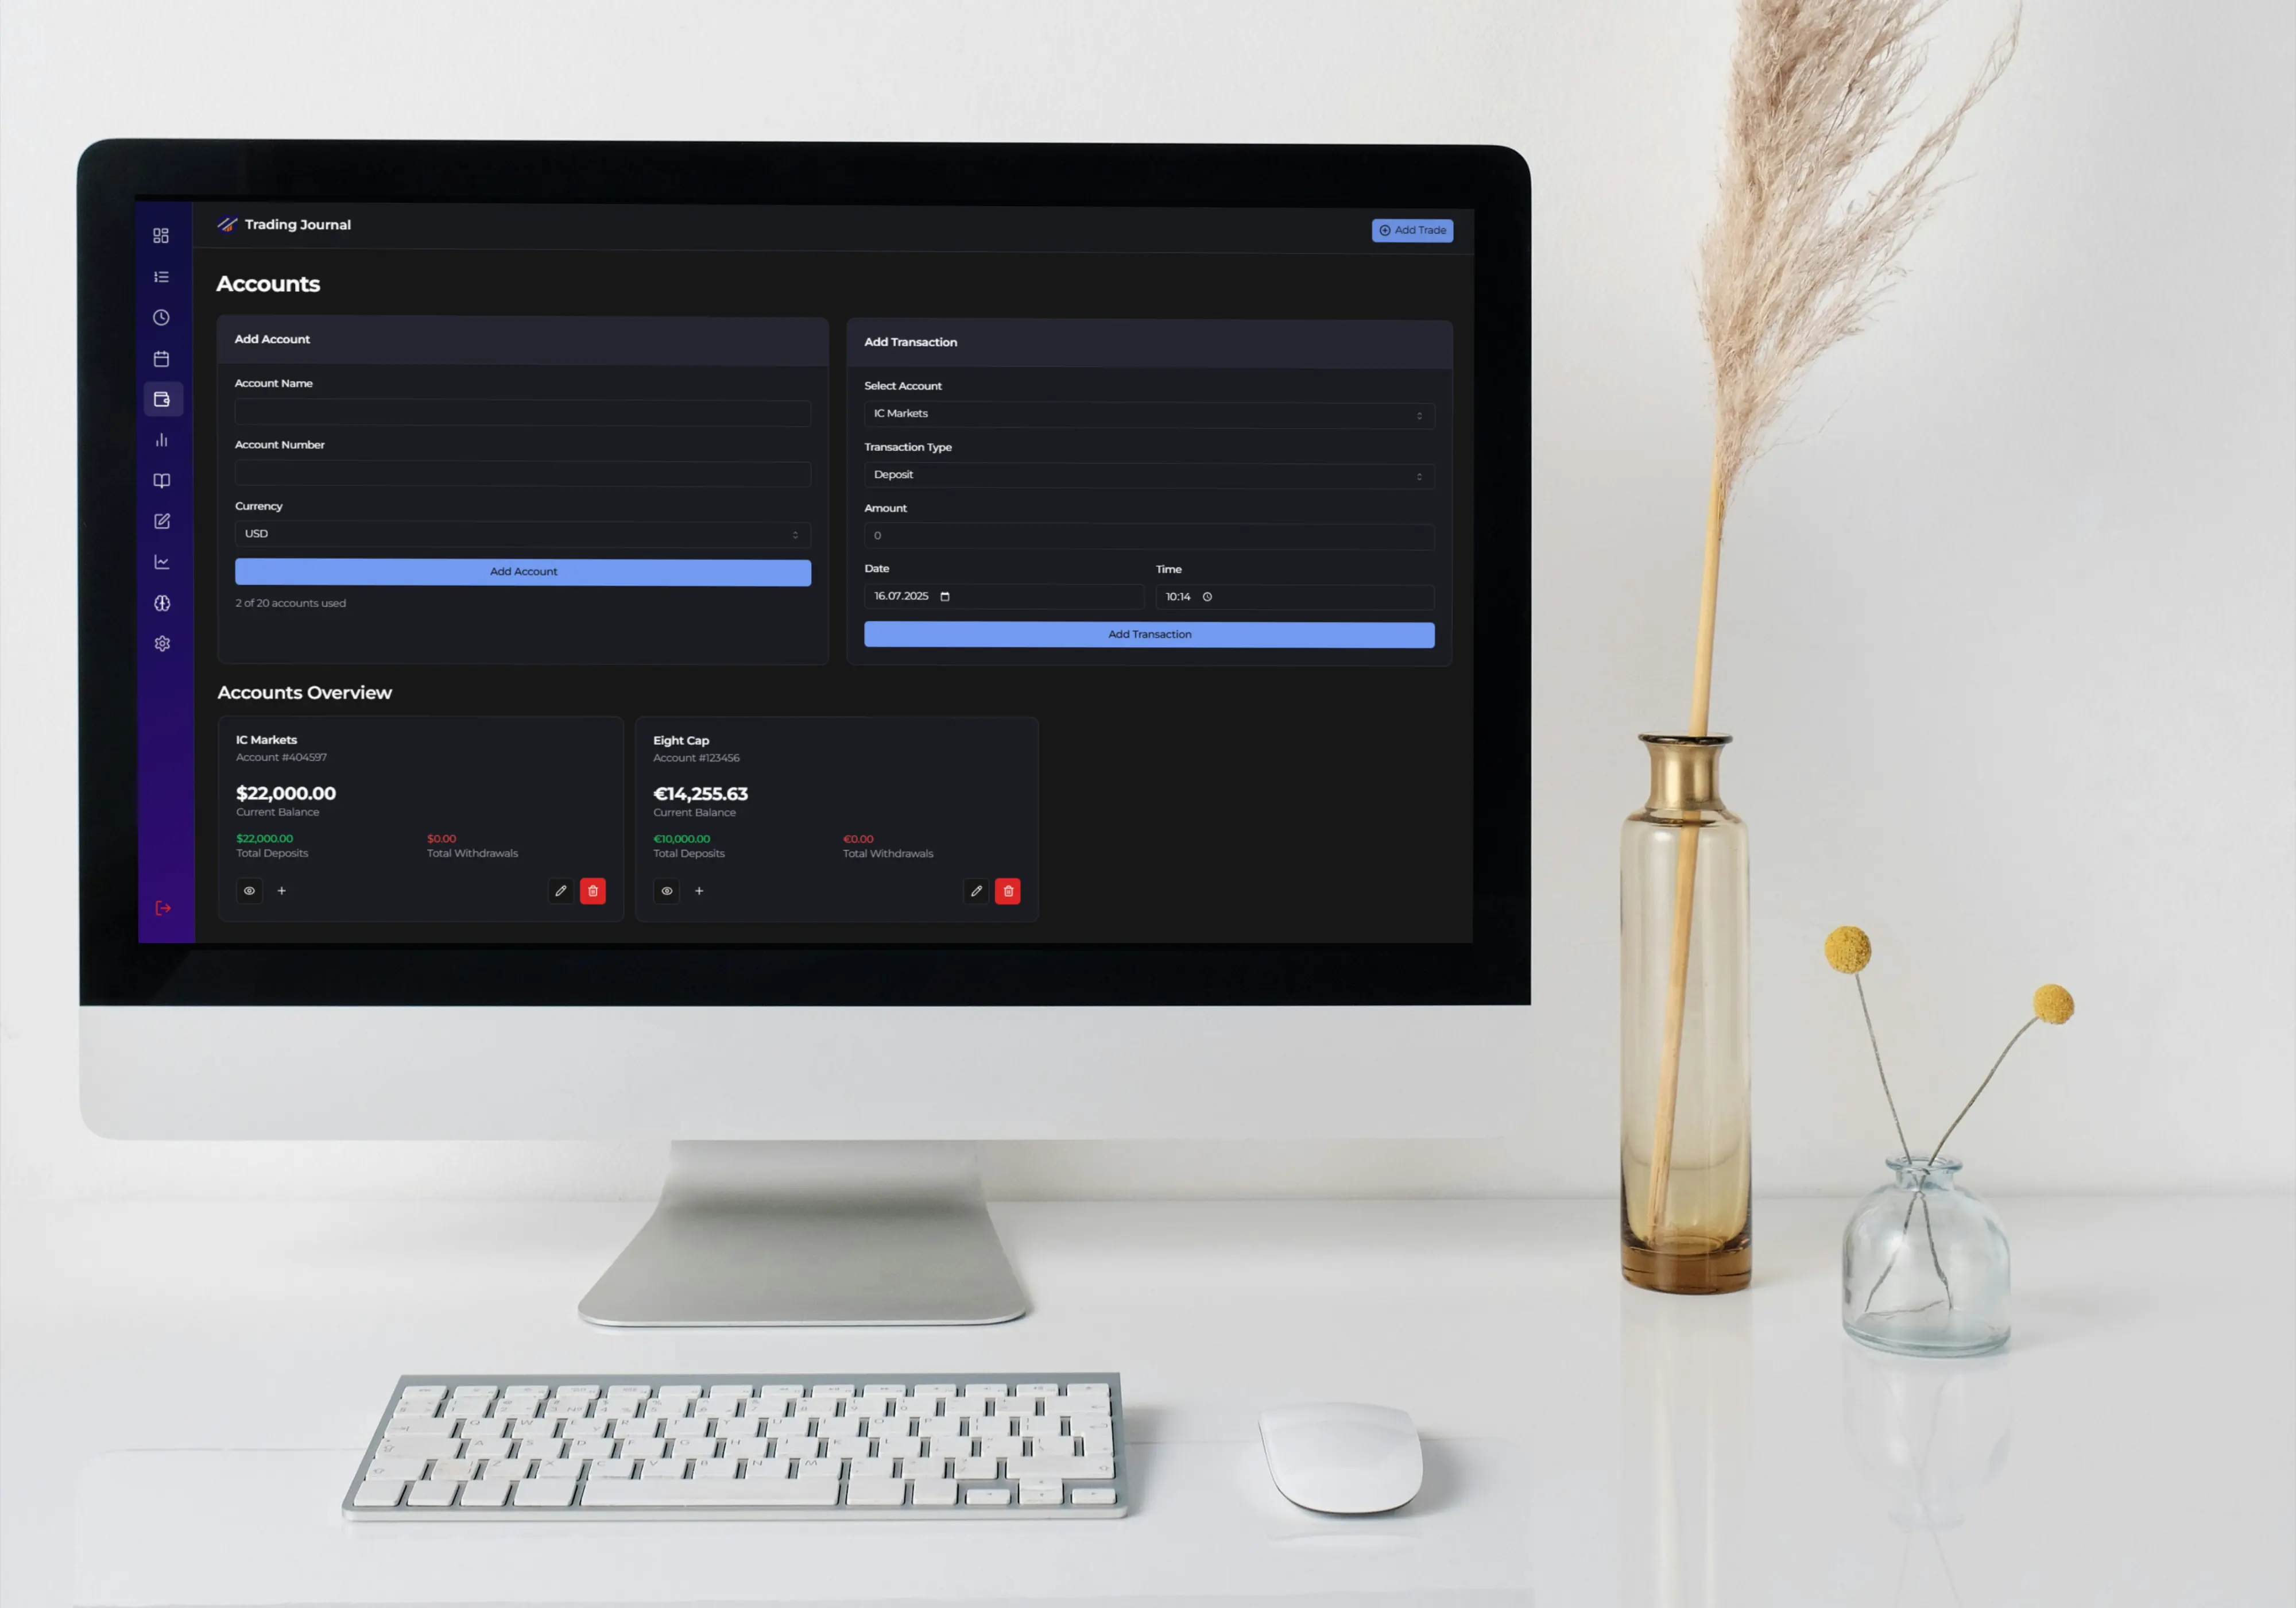 Trading Journal
Add Trade
Accounts
Add Account
Account Name
Account Number
Currency
USD
Add Account
2 of 20 accounts used
Add Transaction
Select Account
IC Markets
Transaction Type
Deposit
Amount
0
Date
Time
16.07.2025
10:14
Add Transaction
Accounts Overview
IC Markets
Account #404597
$22,000.00
Current Balance
$22,000.00
$0.00
Total Deposits
Total Withdrawals
Eight Cap
Account #123456
€14,255.63
Current Balance
€10,000.00
€0.00
Total Deposits
Total Withdrawals